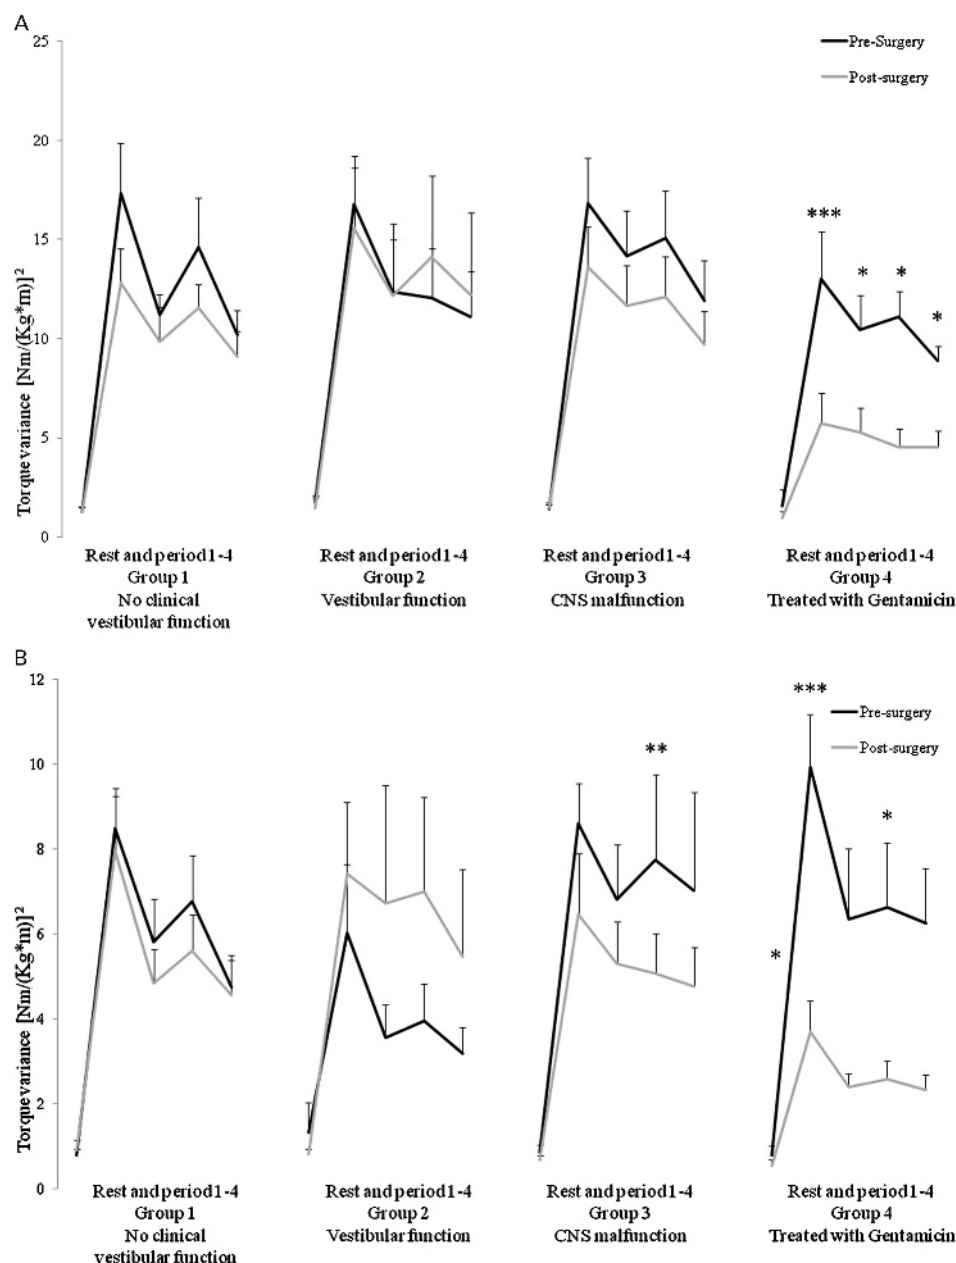 A
25
20
15
10
5
0
Torque variance [Nm/(Kg*m)]2
Pre-Surgery
Post-surgery
***
*
*
*
Rest and period 1-4
Group 1
No clinical
vestibular function
Rest and period 1-4
Group 2
Vestibular function
Rest and period 1-4
Group 3
CNS malfunction
Rest and period 1-4
Group 4
Treated with Gentamicin
B
12
10
8
6
4
2
0
Torque variance [Nm/(Kg*m)]2
Pre-surgery
Post-surgery
**
***
*
*
Rest and period 1-4
Group 1
No clinical
vestibular function
Rest and period 1-4
Group 2
Vestibular function
Rest and period 1-4
Group 3
CNS malfunction
Rest and period 1-4
Group 4
Treated with Gentamicin